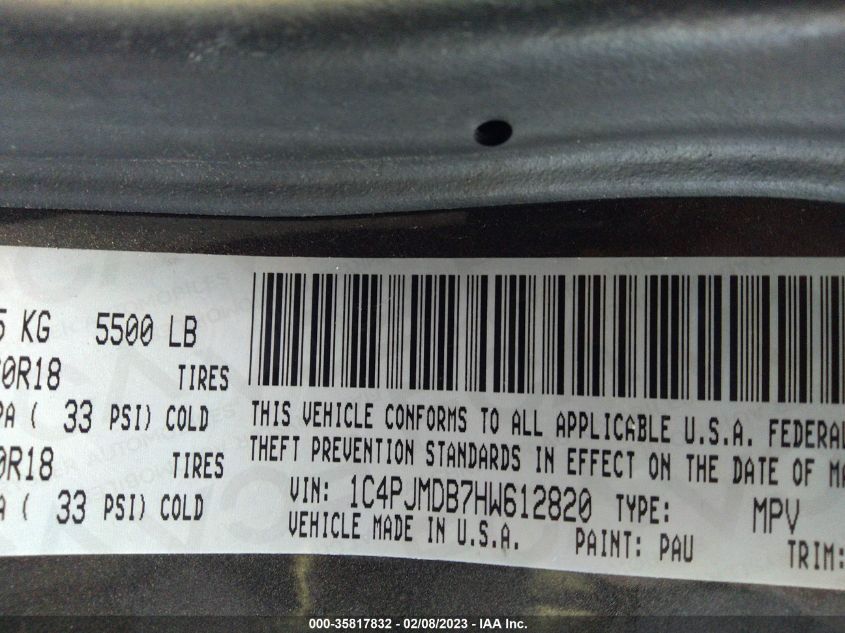 5 KG 5500 LB
0R18 TIRES
PA ( 33 PSI) COLD
0R18 TIRES
A ( 33 PSI) COLD
THIS VEHICLE CONFORMS TO ALL APPLICABLE U.S.A. FEDERAL
THEFT PREVENTION STANDARDS IN EFFECT ON THE DATE OF MA
VIN: 1C4PJMDB7HW612820 TYPE: MPV
VEHICLE MADE IN U.S.A. PAINT: PAU TRIM:
000-35817832 - 02/08/2023 - IAA Inc.